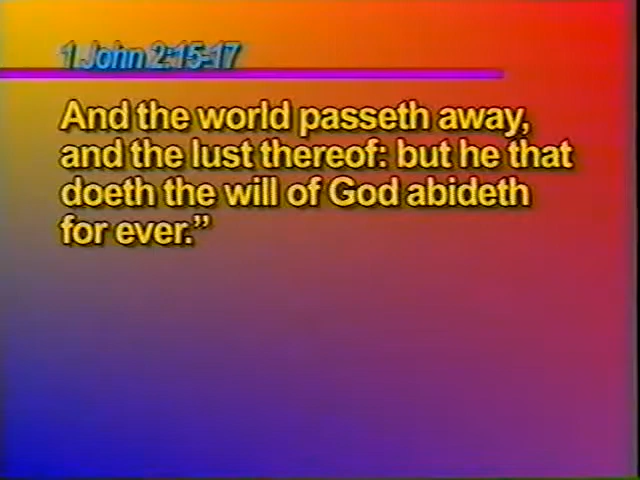 1 John 2:15-17
And the world passeth away,
and the lust thereof: but he that
doeth the will of God abideth
for ever.”